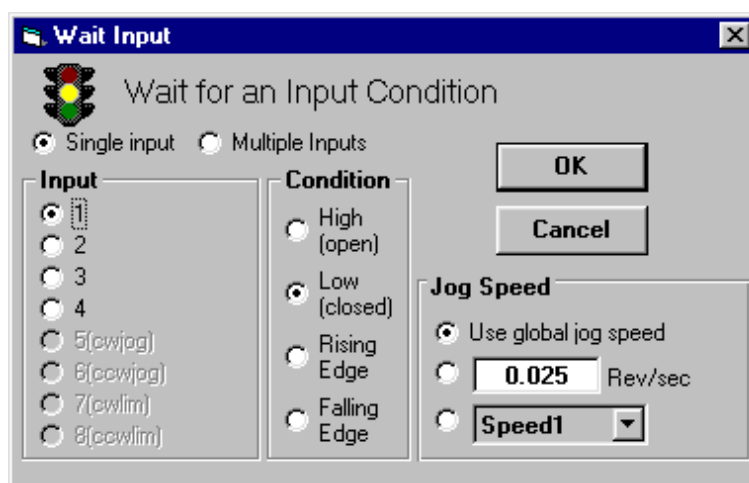 Wait Input
Wait for an Input Condition
Single input Multiple Inputs
Input
1
2
3
4
5(cwjog)
6(ccwjog)
7(cwlim)
8(ccwlim)
Condition
High
(open)
Low
(closed)
Rising
Edge
Falling
Edge
OK
Cancel
Jog Speed
Use global jog speed
0.025 Rev/sec
Speed1